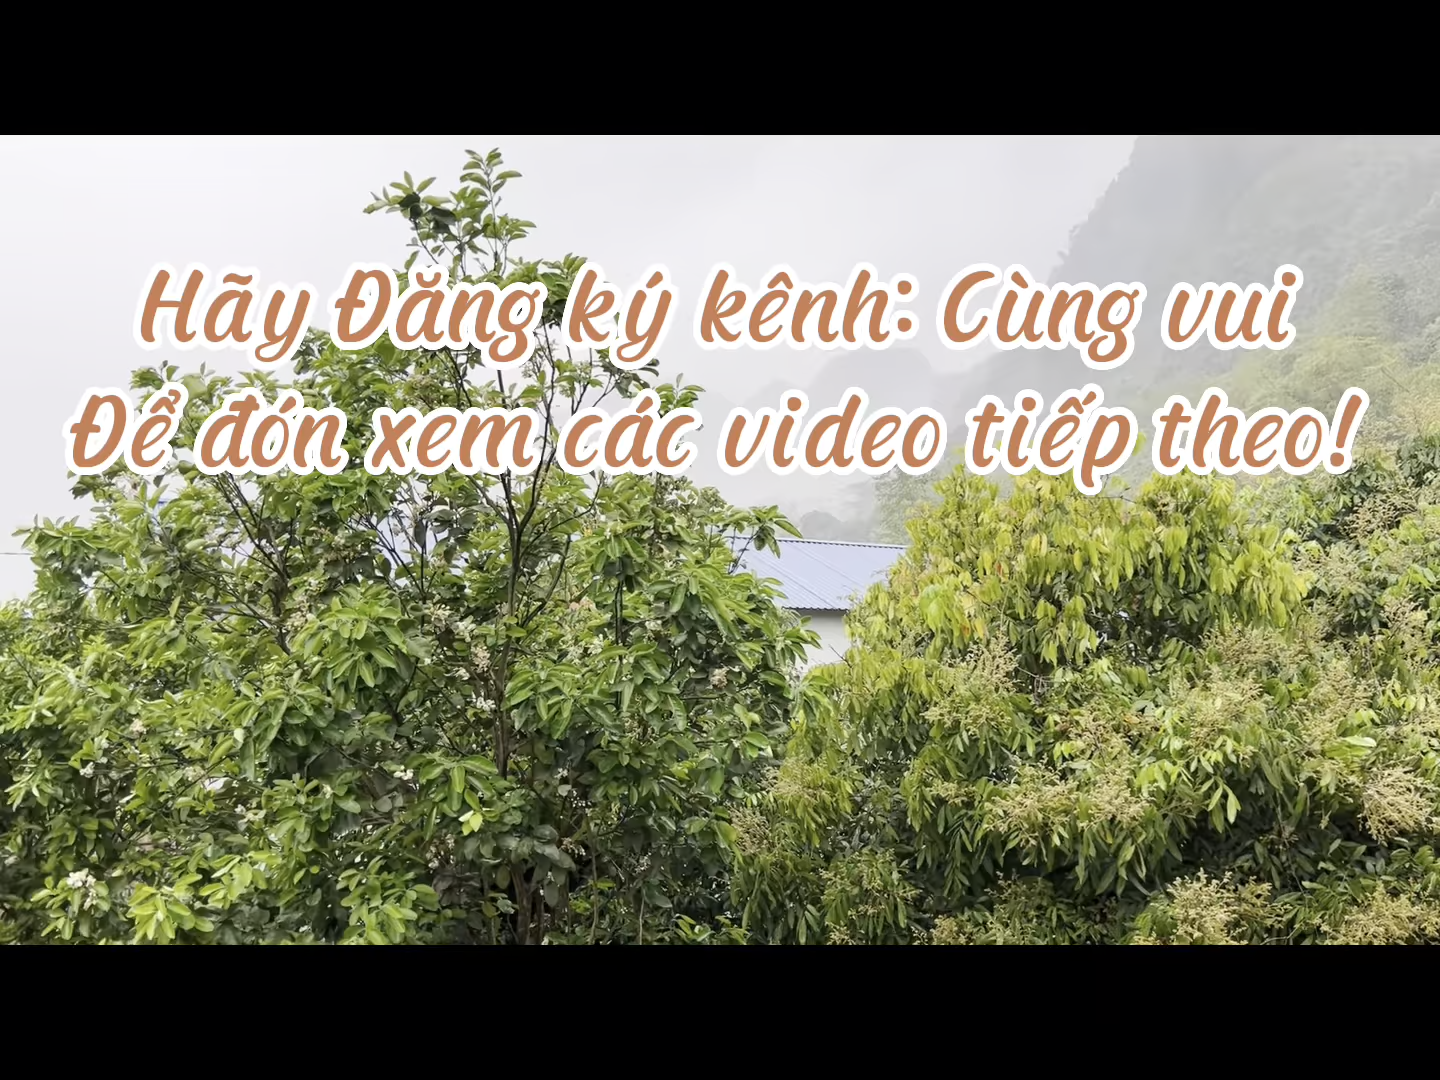 Hãy Đăng ký kênh: Cùng vui
Để đón xem các video tiếp theo!